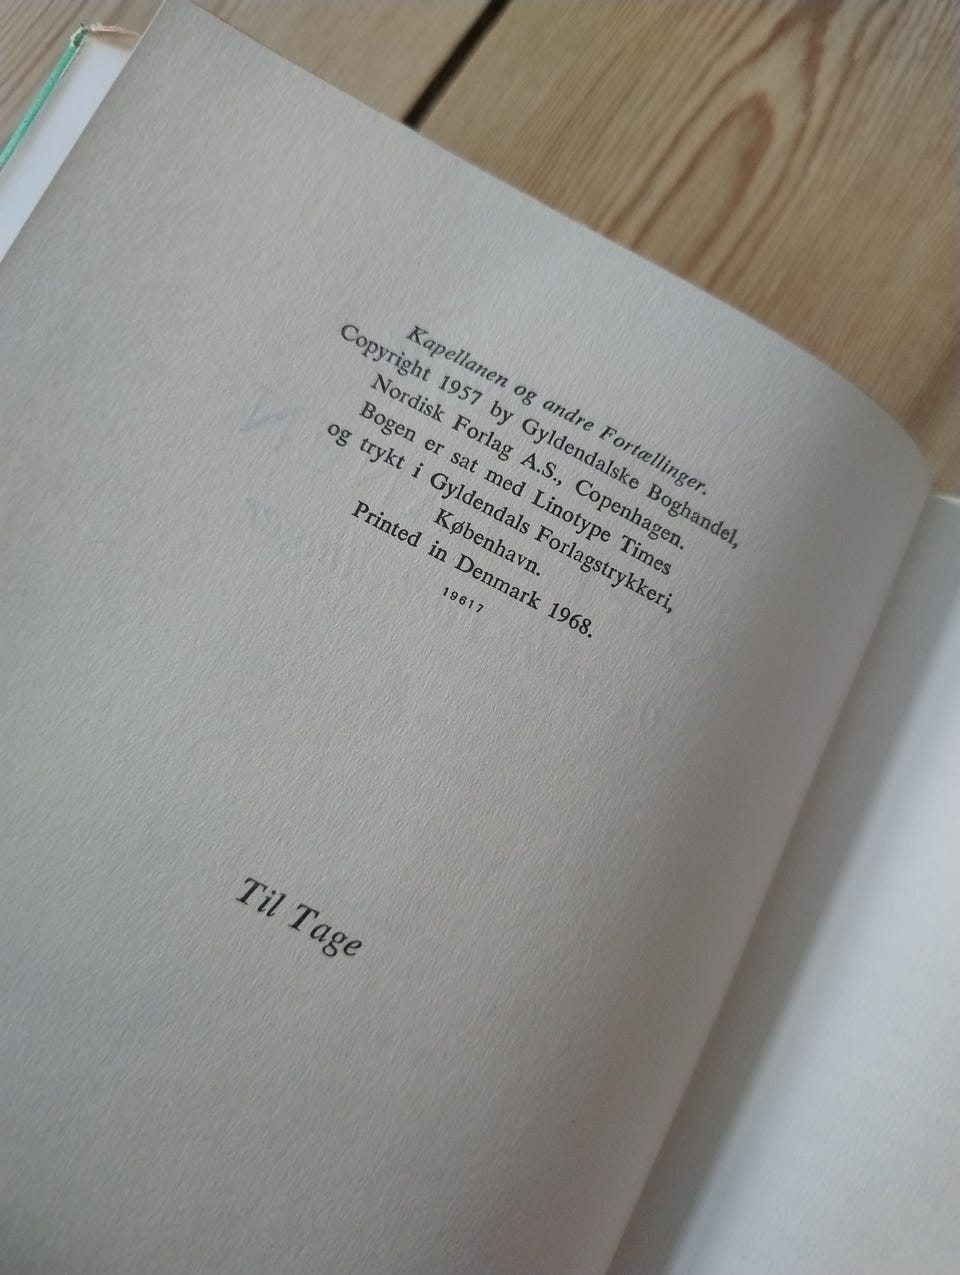 Kapellanen og andre Fortællinger.
Copyright 1957 by Gyldendalske Boghandel,
Nordisk Forlag A.S., Copenhagen.
Bogen er sat med Linotype Times
og trykt i Gyldendals Forlagstrykkeri,
København.
Printed in Denmark 1968.
19617
Til Tage